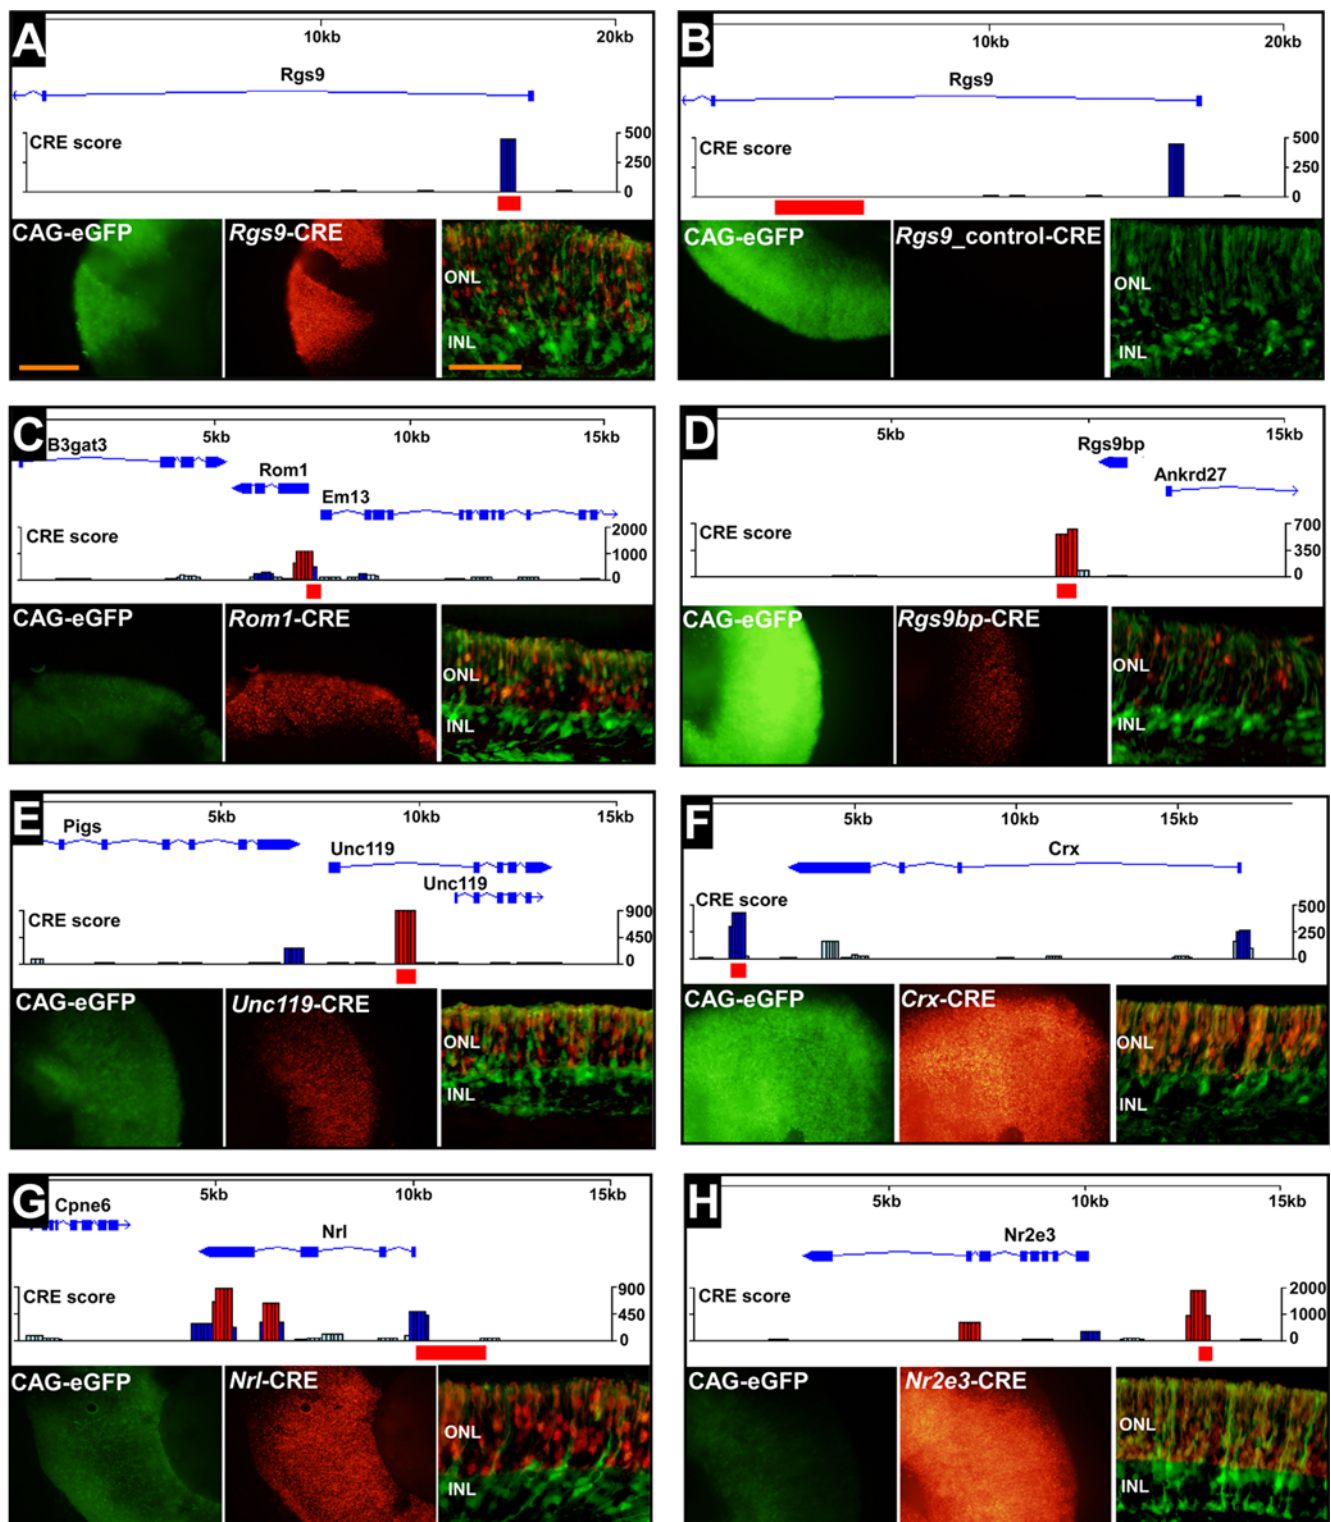 A
10kb 20kb
Rgs9
CRE score
500
250
0
CAG-eGFP Rgs9-CRE
ONL
INL
B
10kb 20kb
Rgs9
CRE score
500
250
0
CAG-eGFP Rgs9_control-CRE
ONL
INL
C
5kb 10kb 15kb
B3gat3
Rom1
Em13
CRE score
2000
1000
0
CAG-eGFP Rom1-CRE
ONL
INL
D
5kb 15kb
Rgs9bp
Ankrd27
CRE score
700
350
0
CAG-eGFP Rgs9bp-CRE
ONL
INL
E
5kb 10kb 15kb
Pigs
Unc119
Unc119
CRE score
900
450
0
CAG-eGFP Unc119-CRE
ONL
INL
F
5kb 10kb 15kb
Crx
CRE score
500
250
0
CAG-eGFP Crx-CRE
ONL
INL
G
5kb 10kb 15kb
Cpne6
Nrl
CRE score
900
450
0
CAG-eGFP Nrl-CRE
ONL
INL
H
5kb 10kb 15kb
Nr2e3
CRE score
2000
1000
0
CAG-eGFP Nr2e3-CRE
ONL
INL